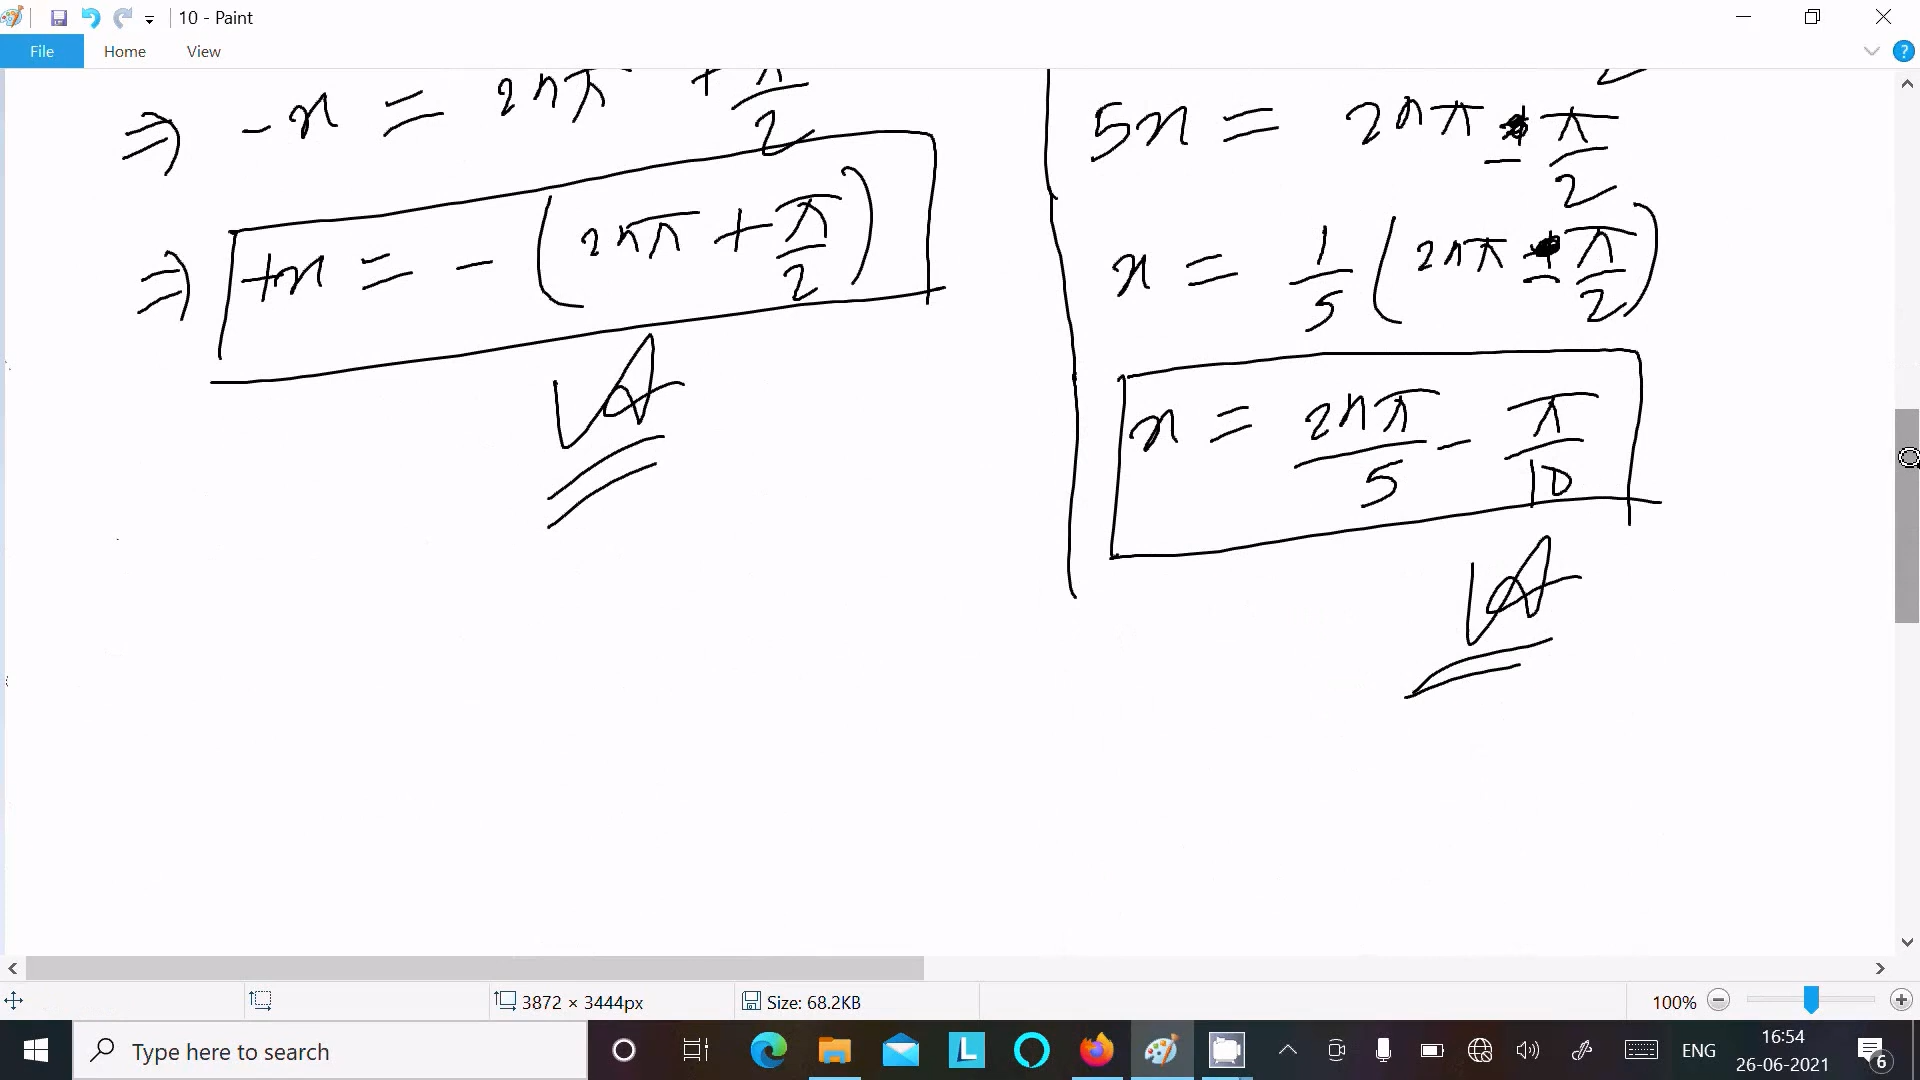 10 - Paint
File Home View
⇒ -x = 2nπ + π/2
⇒ +x = - (2nπ + π/2)
5x = 2nπ - π/2
x = 1/5 (2nπ - π/2)
x = 2nπ/5 - π/10
3872 × 3444px
Size: 68.2KB
100%
Type here to search
L
ENG
16:54
26-06-2021
6